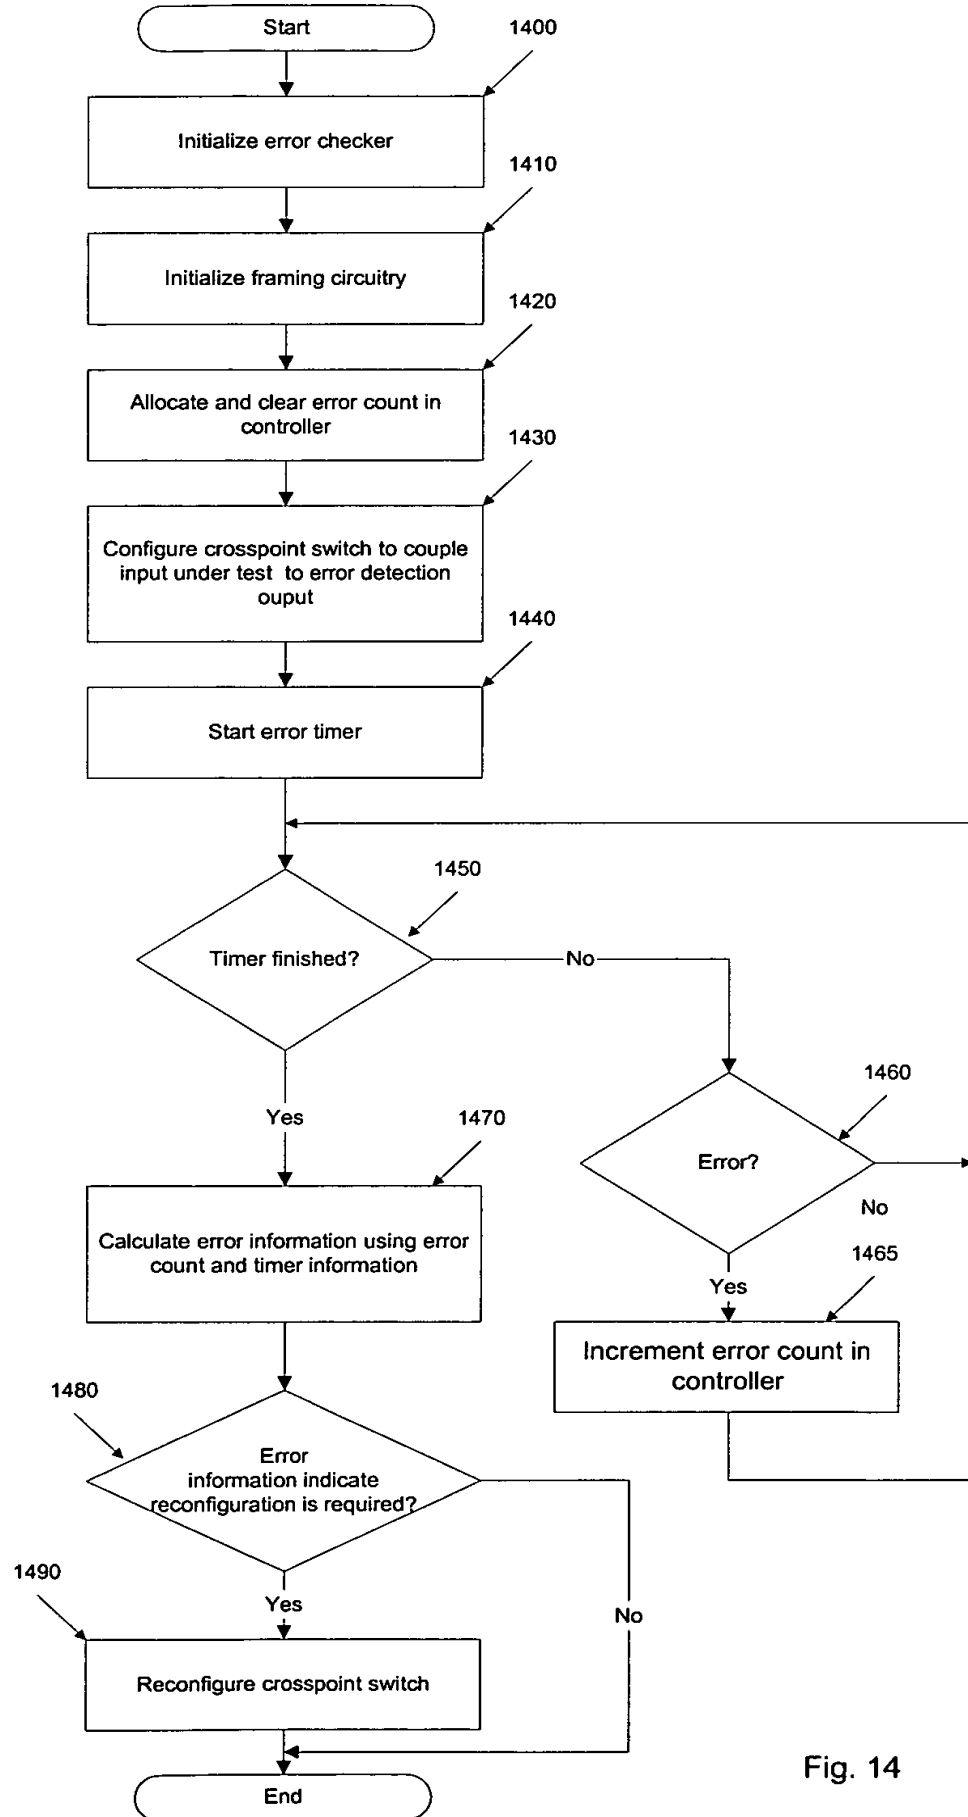 Start
1400
Initialize error checker
1410
Initialize framing circuitry
1420
Allocate and clear error count in
controller
1430
Configure crosspoint switch to couple
input under test to error detection
ouput
1440
Start error timer
1450
Timer finished?
No
1460
Error?
No
Yes
1470
Calculate error information using error
count and timer information
1465
Yes
Increment error count in
controller
1480
Error
information indicate
reconfiguration is required?
1490
Yes
No
Reconfigure crosspoint switch
End
Fig. 14